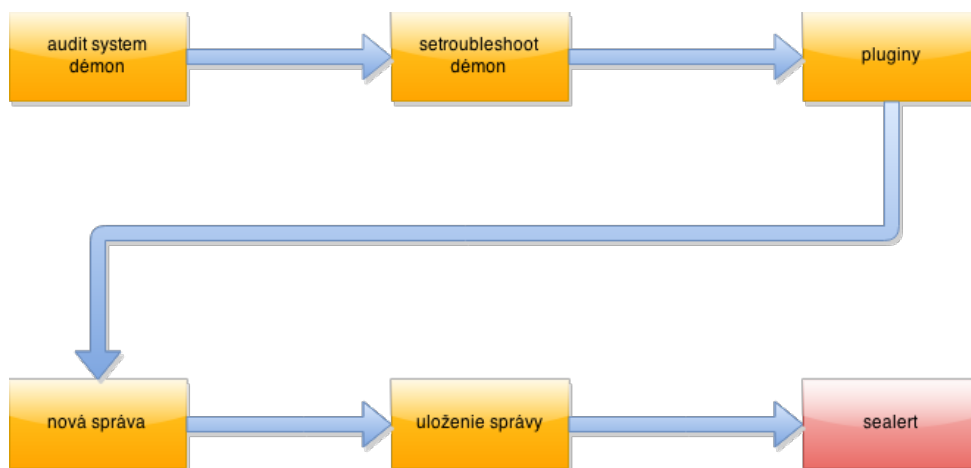 audit system
démon
setroubleshoot
démon
pluginy
nová správa
uloženie správy
sealert